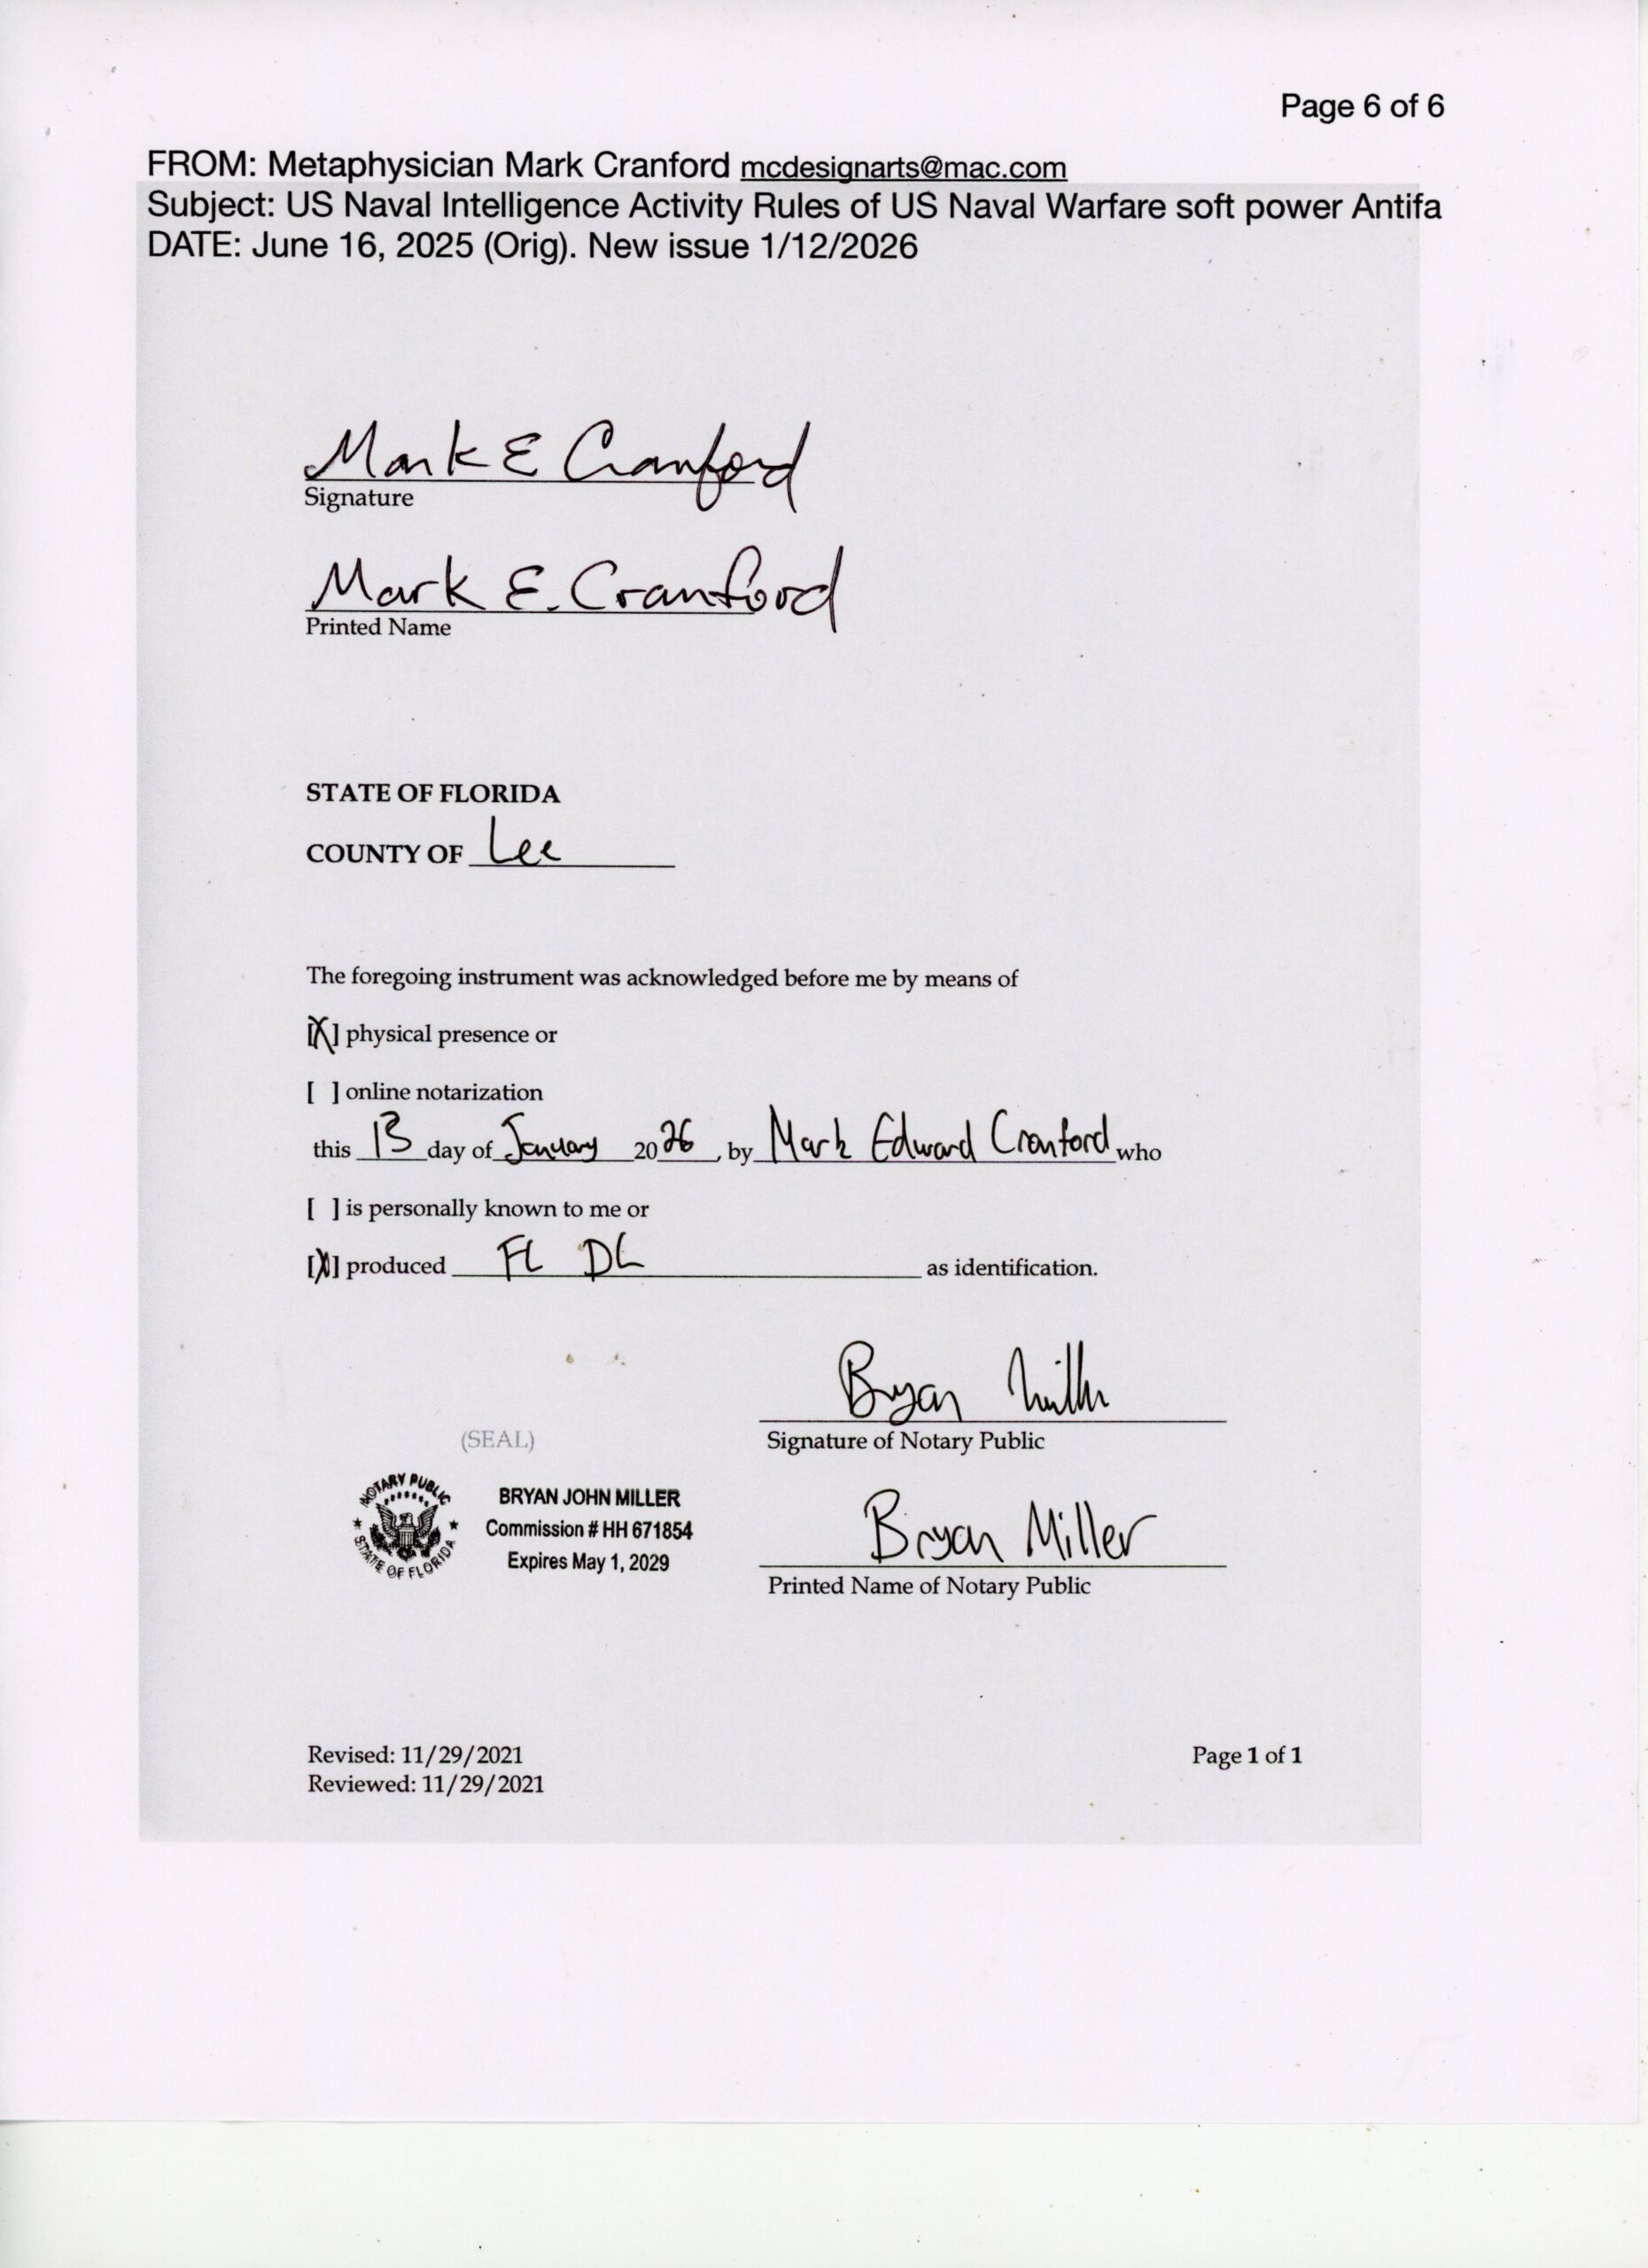 Page 6 of 6
FROM: Metaphysician Mark Cranford mcdesignarts@mac.com
Subject: US Naval Intelligence Activity Rules of US Naval Warfare soft power Antifa
DATE: June 16, 2025 (Orig). New issue 1/12/2026
Mark E Cranford
Signature
Mark E. Cranford
Printed Name
STATE OF FLORIDA
COUNTY OF Lee
The foregoing instrument was acknowledged before me by means of
[X] physical presence or
[ ] online notarization
this 13 day of January 2026, by Mark Edward Cranford who
[ ] is personally known to me or
[X] produced FL DL as identification.
Bryan Miller
(SEAL)
Signature of Notary Public
NOTARY PUBLIC
STATE OF FLORIDA
BRYAN JOHN MILLER
Commission # HH 671854
Expires May 1, 2029
Bryan Miller
Printed Name of Notary Public
Revised: 11/29/2021
Page 1 of 1
Reviewed: 11/29/2021